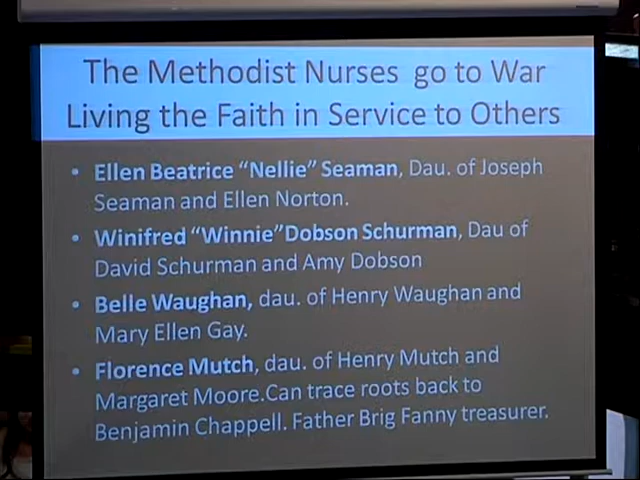 The Methodist Nurses go to War
Living the Faith in Service to Others
• Ellen Beatrice “Nellie” Seaman, Dau. of Joseph
Seaman and Ellen Norton.
• Winifred “Winnie”Dobson Schurman, Dau of
David Schurman and Amy Dobson
• Belle Waughan, dau. of Henry Waughan and
Mary Ellen Gay.
• Florence Mutch, dau. of Henry Mutch and
Margaret Moore.Can trace roots back to
Benjamin Chappell. Father Brig Fanny treasurer.